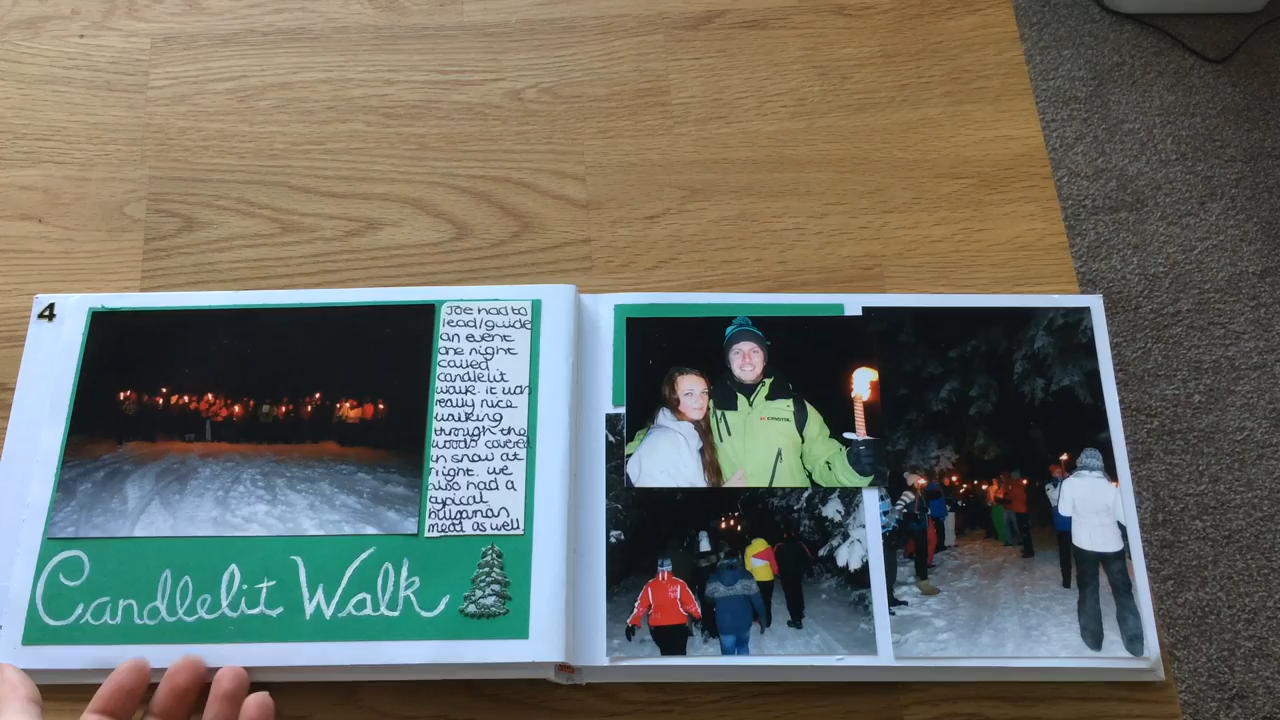 4
Joe had to
lead/guide
an event
one night
called
candlelit
walk. it was
really nice
walking
through the
woods covered
in snow at
night. we
also had a
typical
bulgarian
meal as well.
Candlelit Walk
CRYSTAL